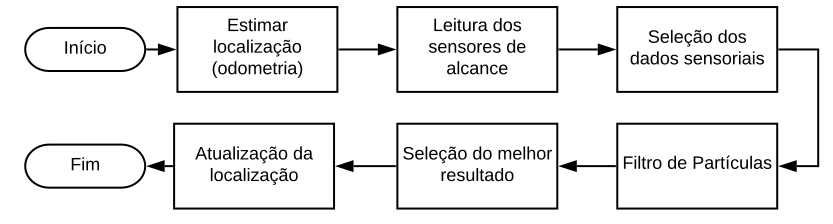 Início
Estimar
localização
(odometria)
Leitura dos
sensores de
alcance
Seleção dos
dados sensoriais
Filtro de Partículas
Seleção do melhor
resultado
Atualização da
localização
Fim